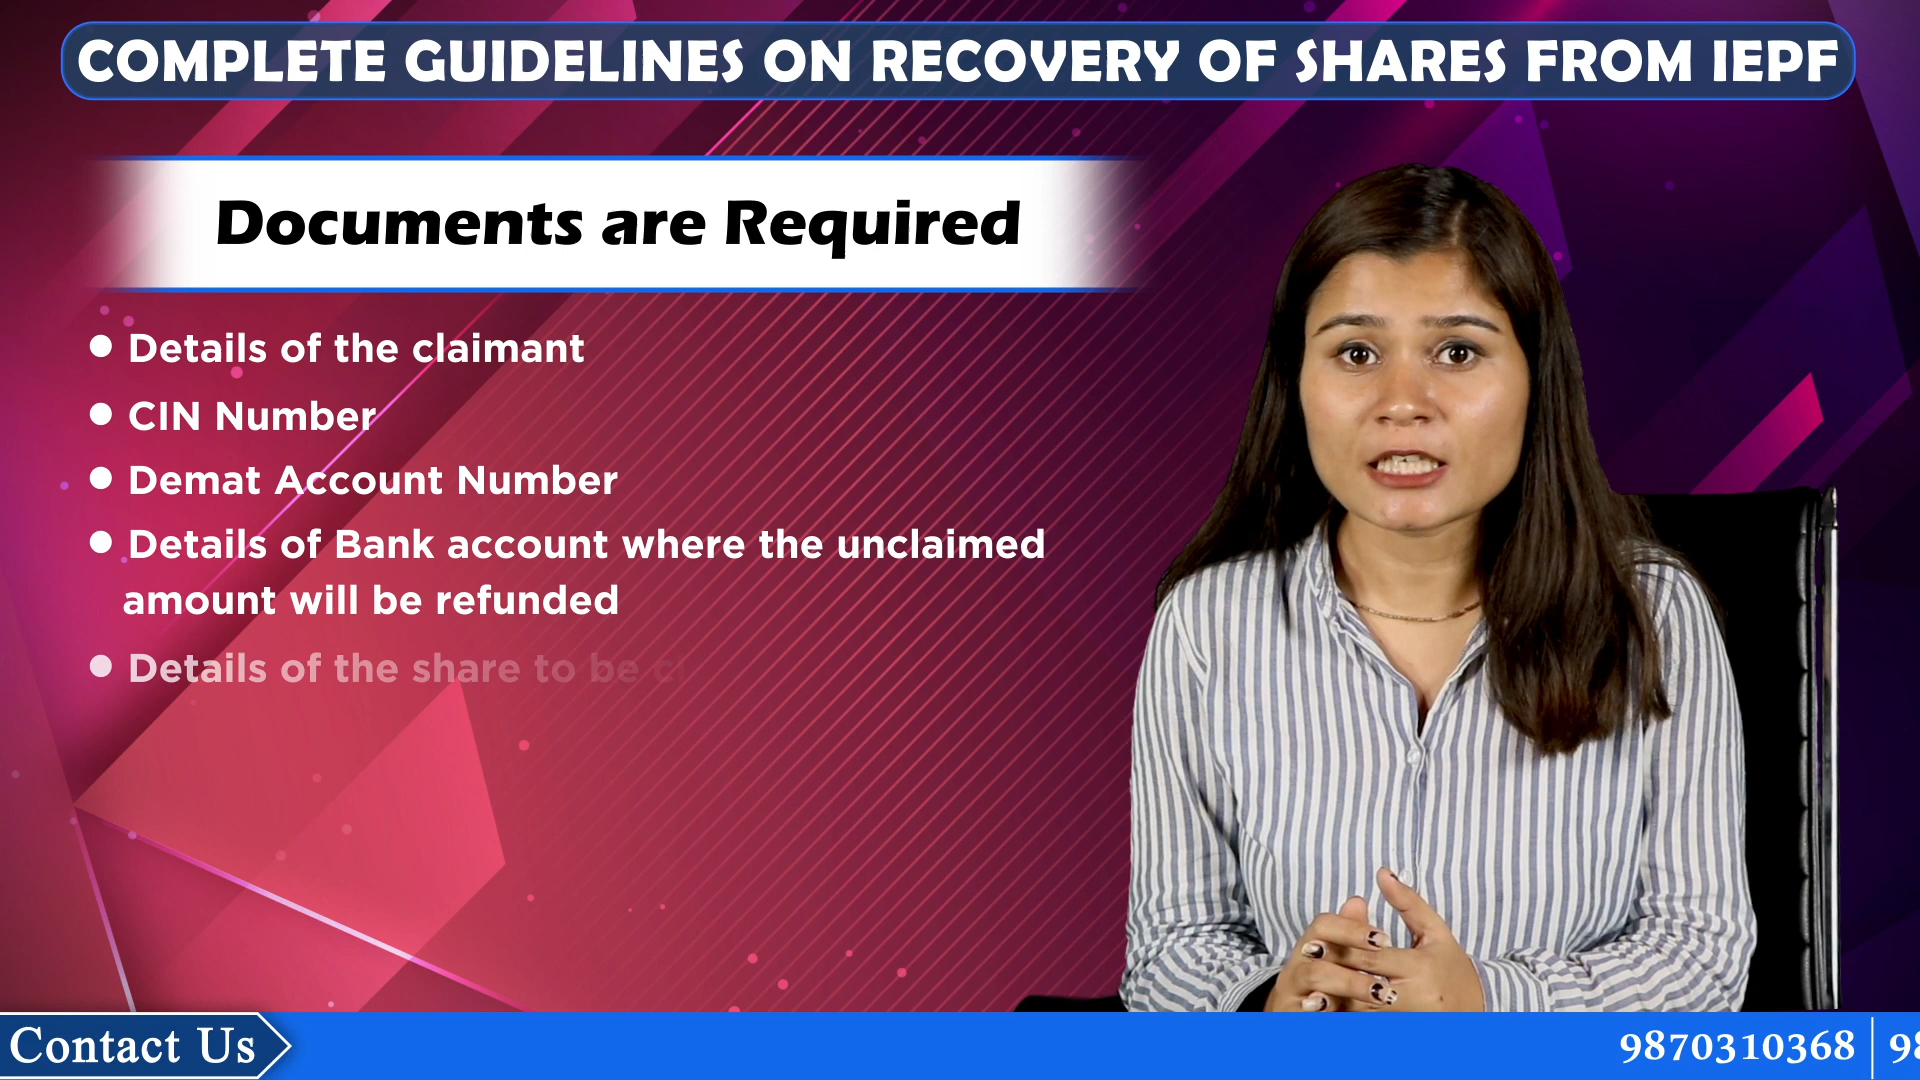 COMPLETE GUIDELINES ON RECOVERY OF SHARES FROM IEPF
Documents are Required
● Details of the claimant
● CIN Number
● Demat Account Number
● Details of Bank account where the unclaimed
amount will be refunded
● Details of the share to be
Contact Us
9870310368 | 98